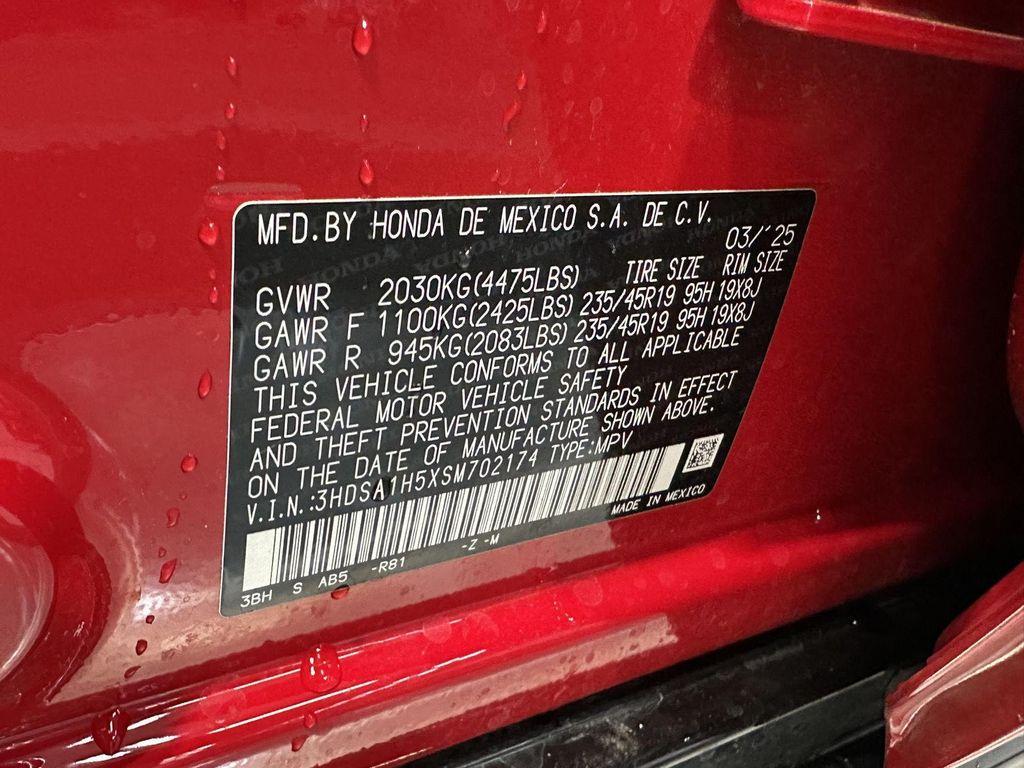 MFD.BY HONDA DE MEXICO S.A. DE C.V.
03/'25
GVWR 2030KG(4475LBS) TIRE SIZE RIM SIZE
GAWR F 1100KG(2425LBS) 235/45R19 95H 19X8J
GAWR R 945KG(2083LBS) 235/45R19 95H 19X8J
THIS VEHICLE CONFORMS TO ALL APPLICABLE
FEDERAL MOTOR VEHICLE SAFETY
AND THEFT PREVENTION STANDARDS IN EFFECT
ON THE DATE OF MANUFACTURE SHOWN ABOVE.
V.I.N.:3HDSA1H5XSM702174 TYPE:MPV
MADE IN MEXICO
3BH S AB5 -R81 -Z -M